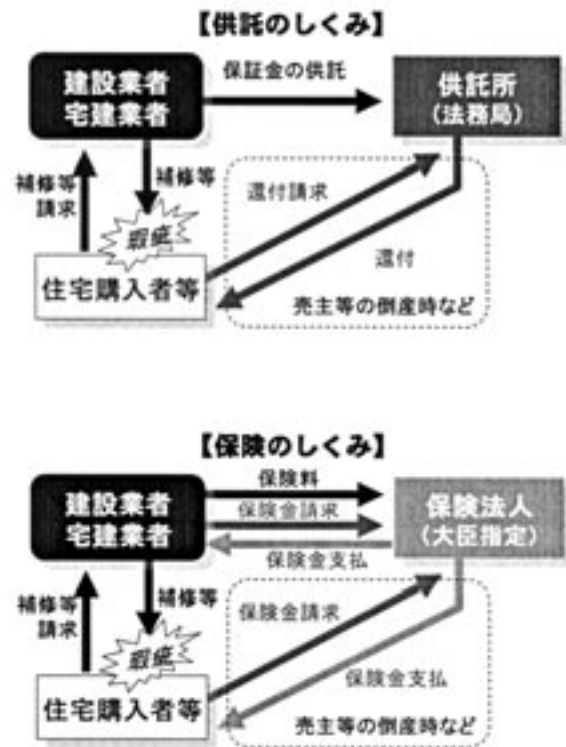 【供託のしくみ】
建設業者
宅建業者
保証金の供託
供託所
(法務局)
補修等
請求
補修等
瑕疵
還付請求
還付
住宅購入者等
売主等の倒産時など
【保険のしくみ】
建設業者
宅建業者
保険料
保険金請求
保険金支払
保険法人
(大臣指定)
補修等
請求
補修等
瑕疵
保険金請求
保険金支払
住宅購入者等
売主等の倒産時など